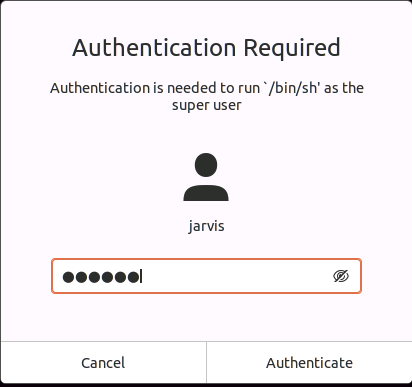 Authentication Required
Authentication is needed to run `/bin/sh' as the
super user
jarvis
●●●●●●
Cancel
Authenticate